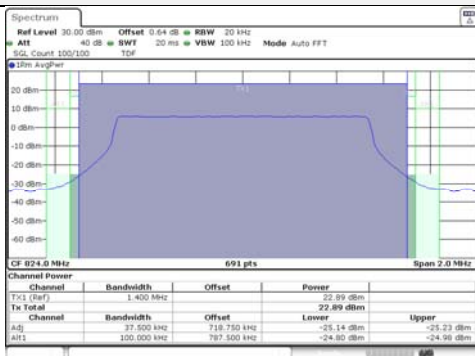 Spectrum
Ref Level 30.00 dBm Offset 0.64 dB RBW 20 kHz
Att 40 dB SWT 20 ms VBW 100 kHz Mode Auto FFT
SGL Count 100/100 TDF
1Rm AvgPwr
TX1
20 dBm
10 dBm
0 dBm
-10 dBm
-20 dBm
-30 dBm
-40 dBm
-50 dBm
-60 dBm
CF 824.0 MHz 691 pts Span 2.0 MHz
Channel Power
Channel Bandwidth Offset Power
TX1 (Ref) 1.400 MHz 22.89 dBm
Tx Total 22.89 dBm
Channel Bandwidth Offset Lower Upper
Adj 37.500 kHz 718.750 kHz -25.14 dBm -25.23 dBm
Alt1 100.000 kHz 787.500 kHz -24.80 dBm -24.98 dBm